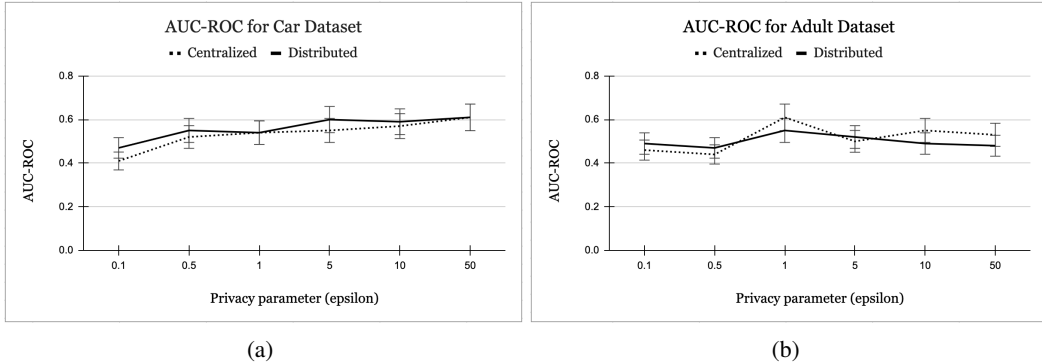 AUC-ROC for Car Dataset
Centralized Distributed
0.8
0.6
0.4
0.2
0.0
AUC-ROC
0.1 0.5 1 5 10 50
Privacy parameter (epsilon)
(a)
AUC-ROC for Adult Dataset
Centralized Distributed
0.8
0.6
0.4
0.2
0.0
AUC-ROC
0.1 0.5 1 5 10 50
Privacy parameter (epsilon)
(b)